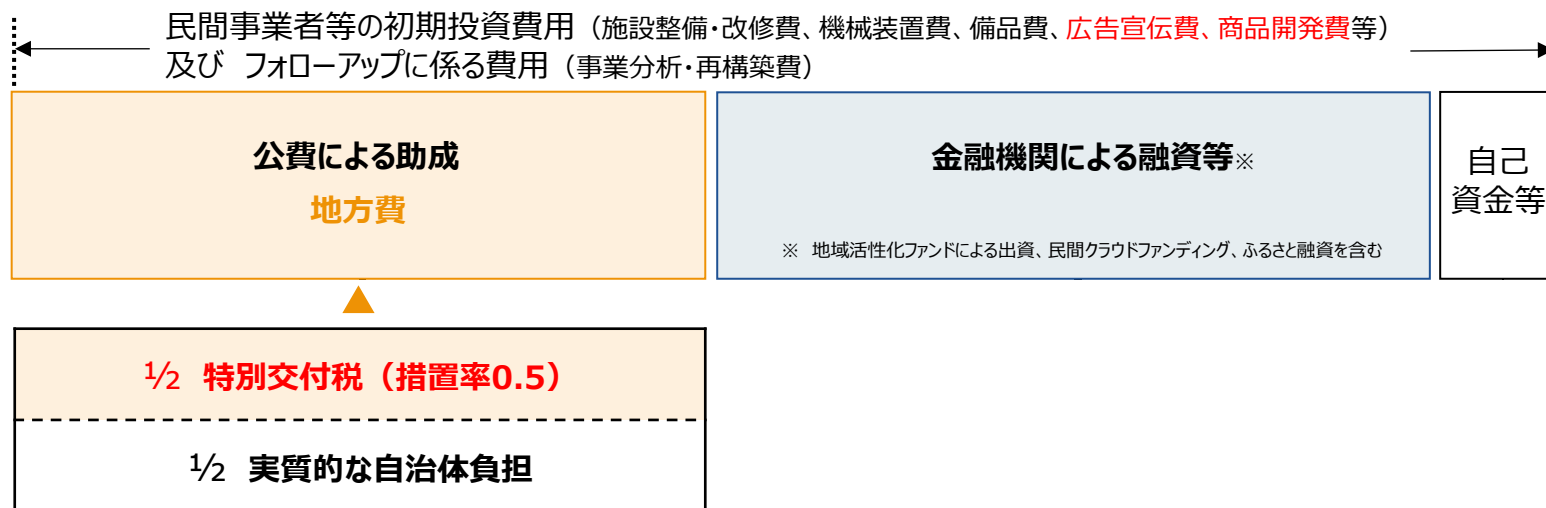 民間事業者等の初期投資費用（施設整備・改修費、機械装置費、備品費、広告宣伝費、商品開発費等）
及び フォローアップに係る費用（事業分析・再構築費）
公費による助成
地方費
金融機関による融資等※
※ 地域活性化ファンドによる出資、民間クラウドファンディング、ふるさと融資を含む
自己
資金等
½ 特別交付税（措置率0.5）
½ 実質的な自治体負担